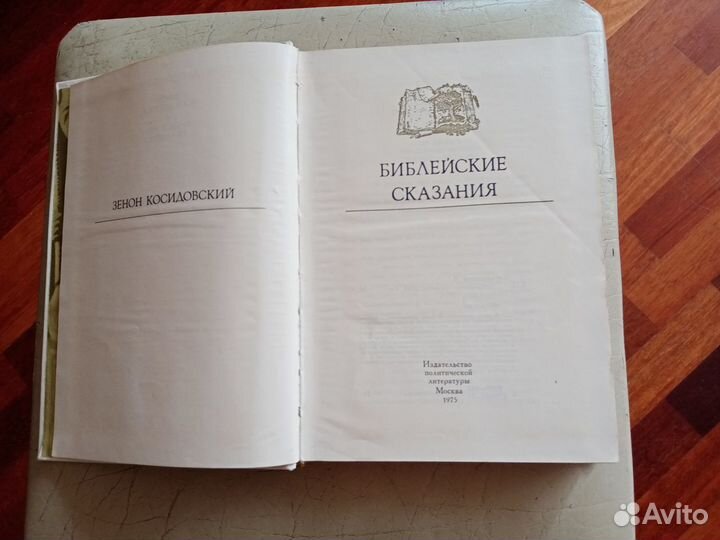 ЗЕНОН КОСИДОВСКИЙ
БИБЛЕЙСКИЕ
СКАЗАНИЯ
Издательство
политической
литературы
Москва
1975
Avito